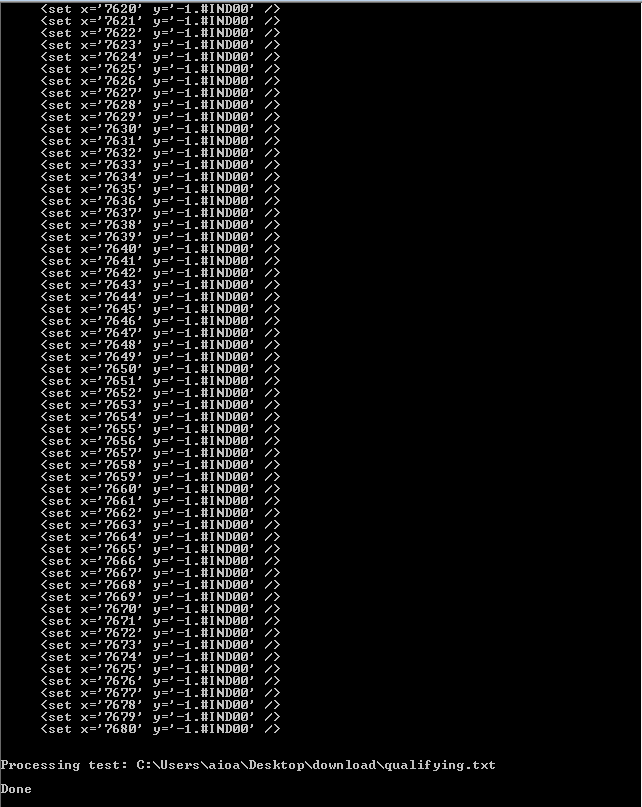 <set x='7620' y='-1.#IND00' />
<set x='7621' y='-1.#IND00' />
<set x='7622' y='-1.#IND00' />
<set x='7623' y='-1.#IND00' />
<set x='7624' y='-1.#IND00' />
<set x='7625' y='-1.#IND00' />
<set x='7626' y='-1.#IND00' />
<set x='7627' y='-1.#IND00' />
<set x='7628' y='-1.#IND00' />
<set x='7629' y='-1.#IND00' />
<set x='7630' y='-1.#IND00' />
<set x='7631' y='-1.#IND00' />
<set x='7632' y='-1.#IND00' />
<set x='7633' y='-1.#IND00' />
<set x='7634' y='-1.#IND00' />
<set x='7635' y='-1.#IND00' />
<set x='7636' y='-1.#IND00' />
<set x='7637' y='-1.#IND00' />
<set x='7638' y='-1.#IND00' />
<set x='7639' y='-1.#IND00' />
<set x='7640' y='-1.#IND00' />
<set x='7641' y='-1.#IND00' />
<set x='7642' y='-1.#IND00' />
<set x='7643' y='-1.#IND00' />
<set x='7644' y='-1.#IND00' />
<set x='7645' y='-1.#IND00' />
<set x='7646' y='-1.#IND00' />
<set x='7647' y='-1.#IND00' />
<set x='7648' y='-1.#IND00' />
<set x='7649' y='-1.#IND00' />
<set x='7650' y='-1.#IND00' />
<set x='7651' y='-1.#IND00' />
<set x='7652' y='-1.#IND00' />
<set x='7653' y='-1.#IND00' />
<set x='7654' y='-1.#IND00' />
<set x='7655' y='-1.#IND00' />
<set x='7656' y='-1.#IND00' />
<set x='7657' y='-1.#IND00' />
<set x='7658' y='-1.#IND00' />
<set x='7659' y='-1.#IND00' />
<set x='7660' y='-1.#IND00' />
<set x='7661' y='-1.#IND00' />
<set x='7662' y='-1.#IND00' />
<set x='7663' y='-1.#IND00' />
<set x='7664' y='-1.#IND00' />
<set x='7665' y='-1.#IND00' />
<set x='7666' y='-1.#IND00' />
<set x='7667' y='-1.#IND00' />
<set x='7668' y='-1.#IND00' />
<set x='7669' y='-1.#IND00' />
<set x='7670' y='-1.#IND00' />
<set x='7671' y='-1.#IND00' />
<set x='7672' y='-1.#IND00' />
<set x='7673' y='-1.#IND00' />
<set x='7674' y='-1.#IND00' />
<set x='7675' y='-1.#IND00' />
<set x='7676' y='-1.#IND00' />
<set x='7677' y='-1.#IND00' />
<set x='7678' y='-1.#IND00' />
<set x='7679' y='-1.#IND00' />
<set x='7680' y='-1.#IND00' />
Processing test: C:\Users\aioa\Desktop\download\qualifying.txt
Done